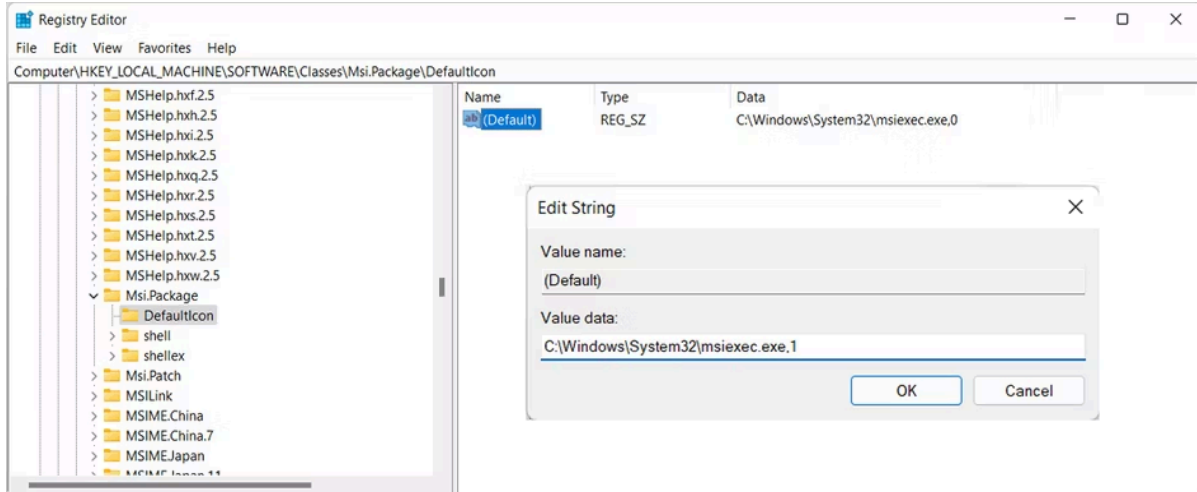 Registry Editor
File Edit View Favorites Help
Computer\HKEY_LOCAL_MACHINE\SOFTWARE\Classes\Msi.Package\DefaultIcon
MSHelp.hxf.2.5
MSHelp.hxh.2.5
MSHelp.hxi.2.5
MSHelp.hxk.2.5
MSHelp.hxq.2.5
MSHelp.hxr.2.5
MSHelp.hxs.2.5
MSHelp.hxt.2.5
MSHelp.hxv.2.5
MSHelp.hxw.2.5
Msi.Package
DefaultIcon
shell
shellex
Msi.Patch
MSILink
MSIME.China
MSIME.China.7
MSIME.Japan
MSIME.Japan.11
Name Type Data
ab (Default) REG_SZ C:\Windows\System32\msiexec.exe,0
Edit String
Value name:
(Default)
Value data:
C:\Windows\System32\msiexec.exe,1
OK Cancel